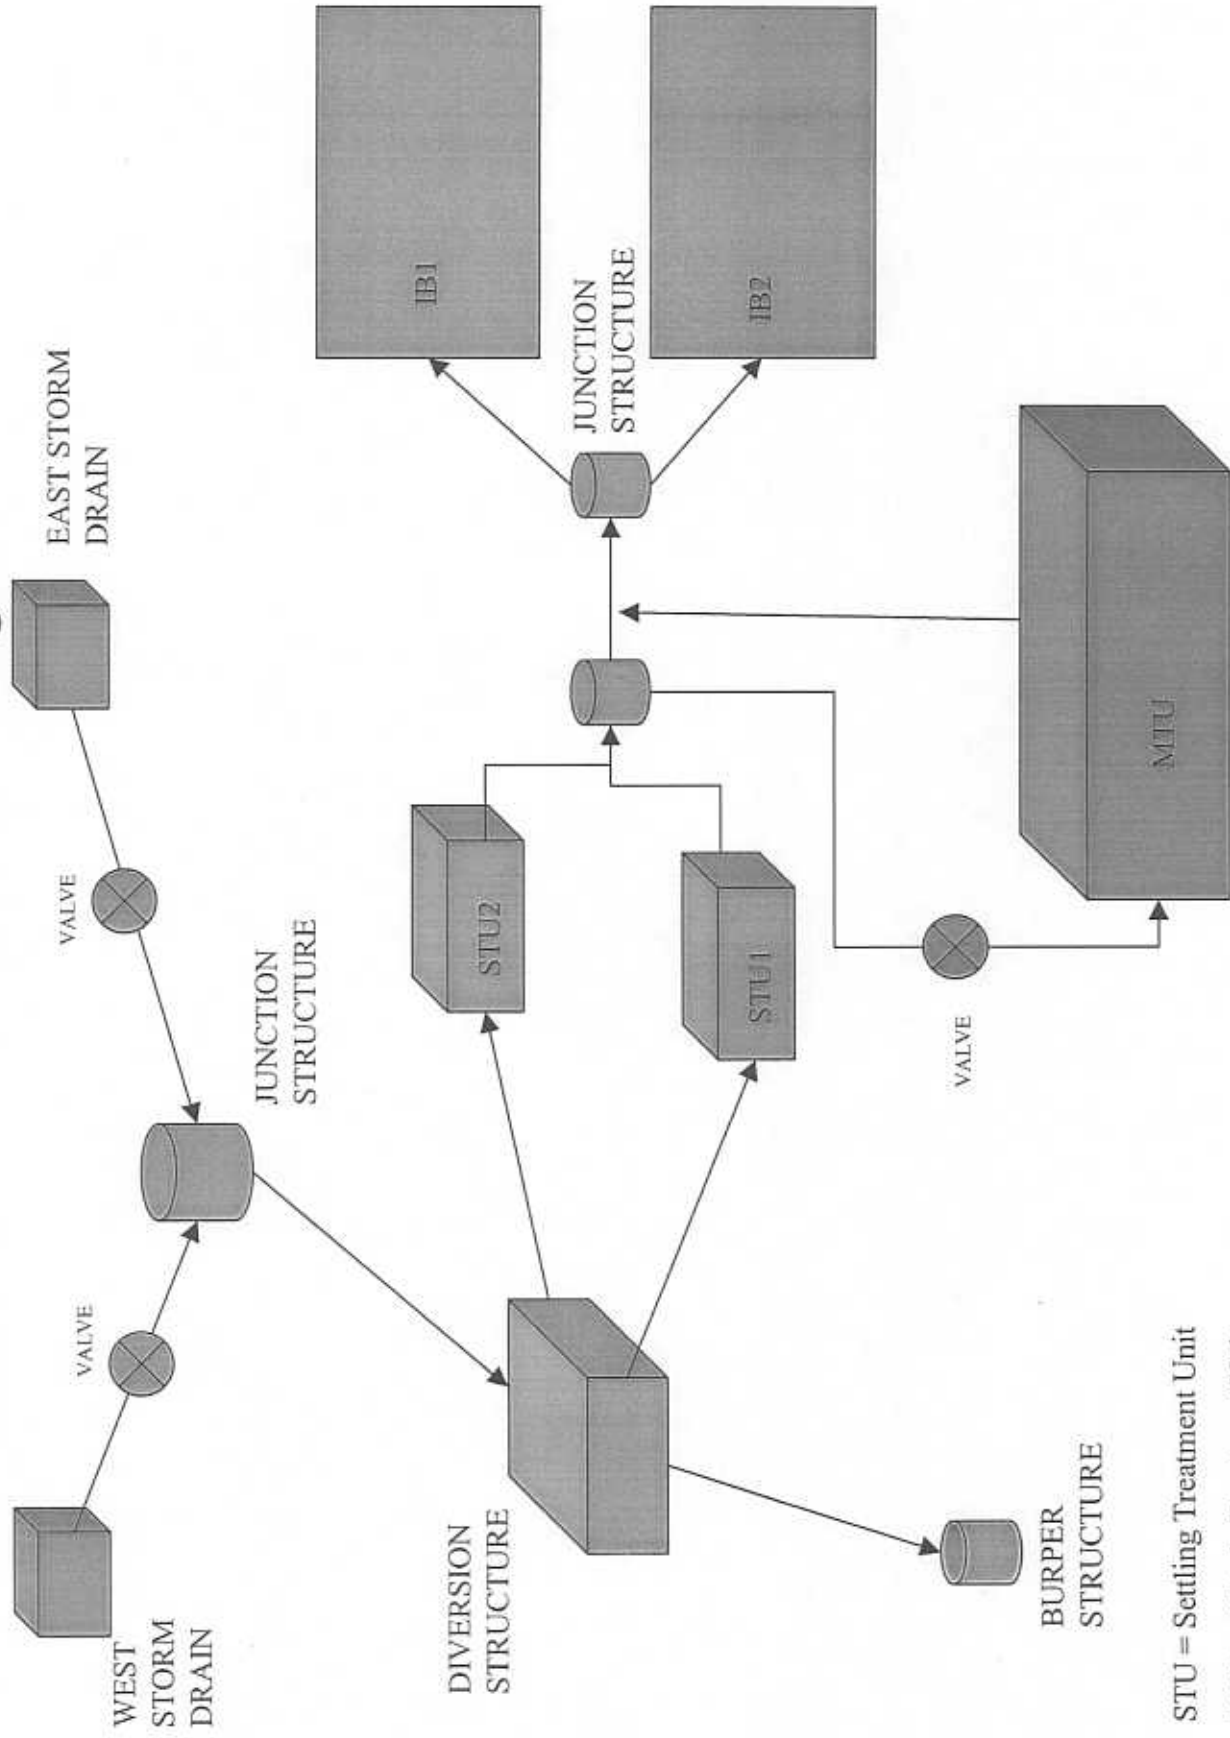 WEST
STORM
DRAIN
VALVE
VALVE
EAST STORM
DRAIN
JUNCTION
STRUCTURE
DIVERSION
STRUCTURE
STU2
STU1
JUNCTION
STRUCTURE
IB1
IB2
BURPER
STRUCTURE
VALVE
MTU
STU = Settling Treatment Unit